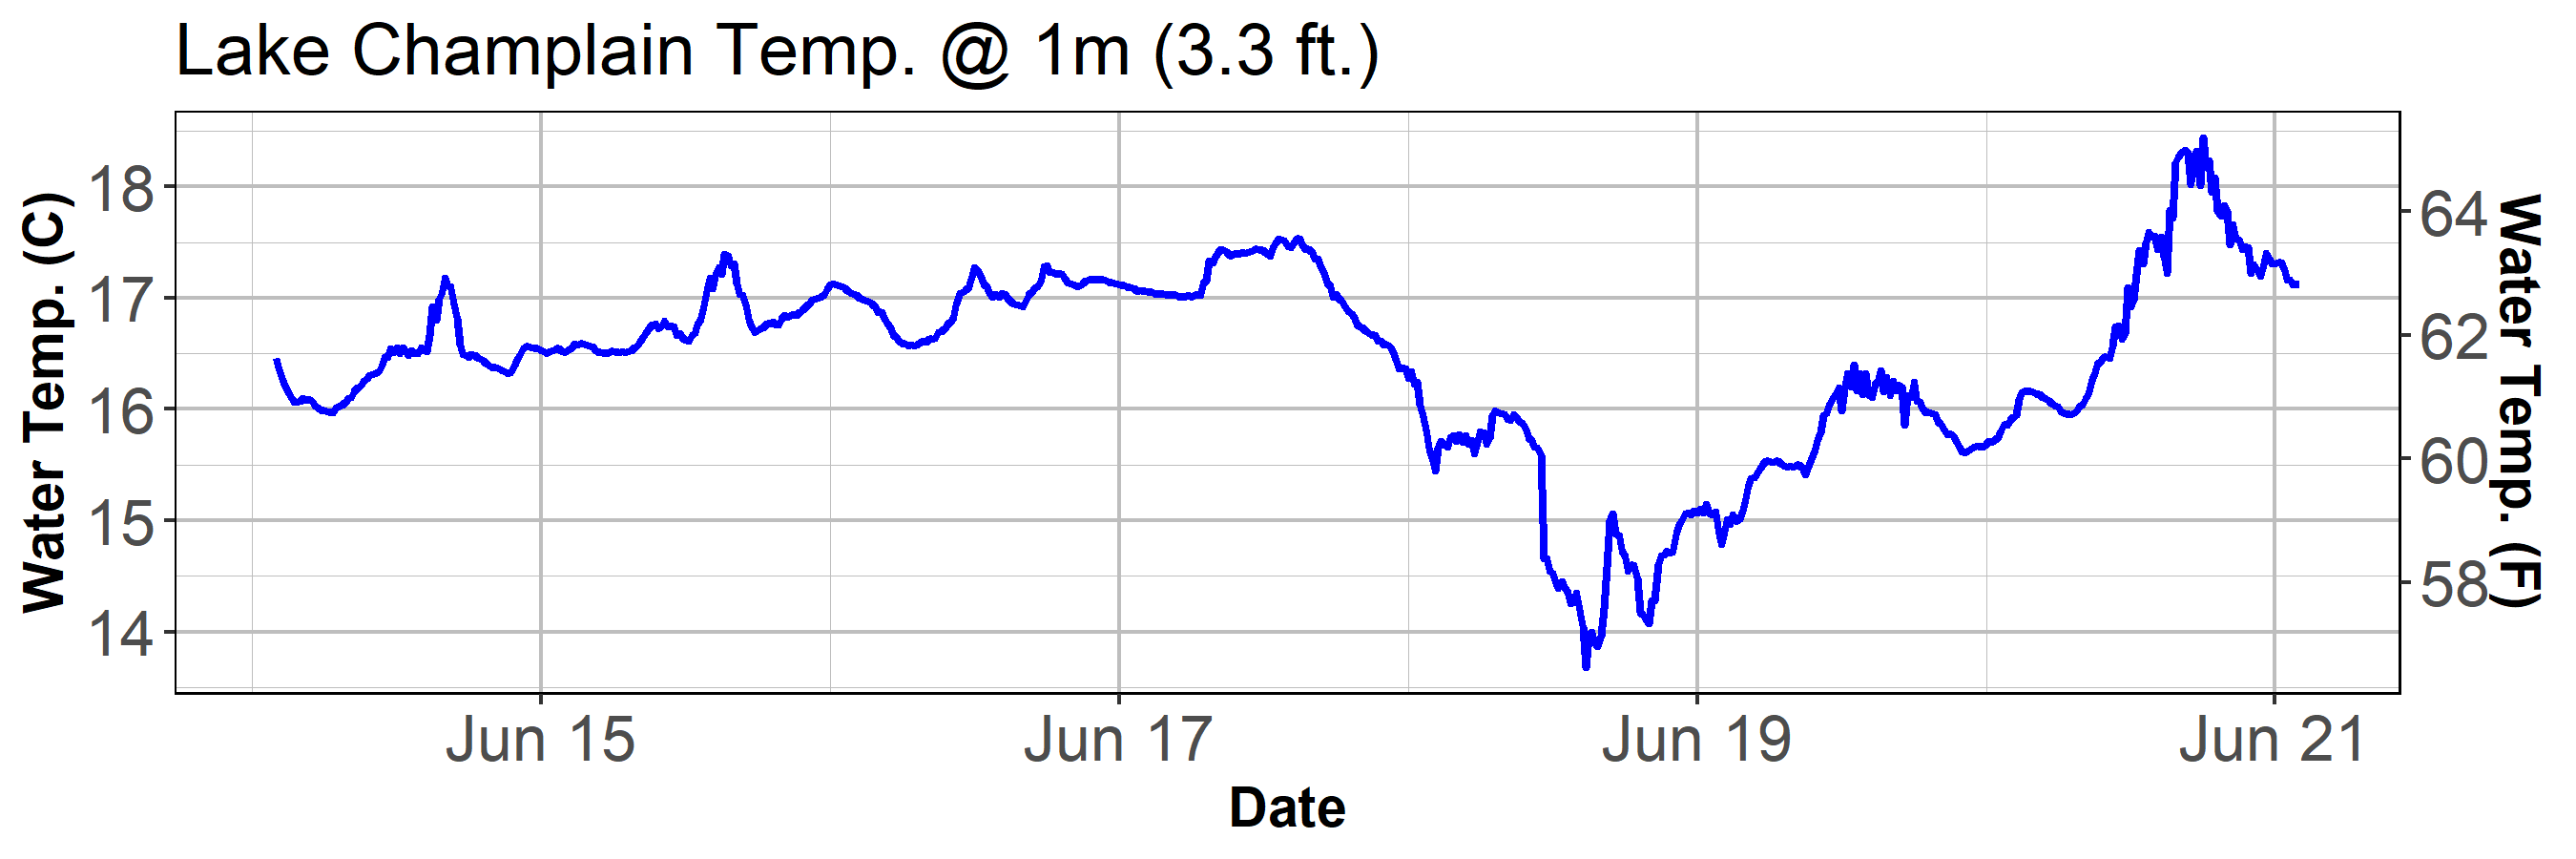 Lake Champlain Temp. @ 1m (3.3 ft.)
Water Temp. (C)
18
17
16
15
14
64
62
60
58
Water Temp. (F)
Jun 15 Jun 17 Jun 19 Jun 21
Date